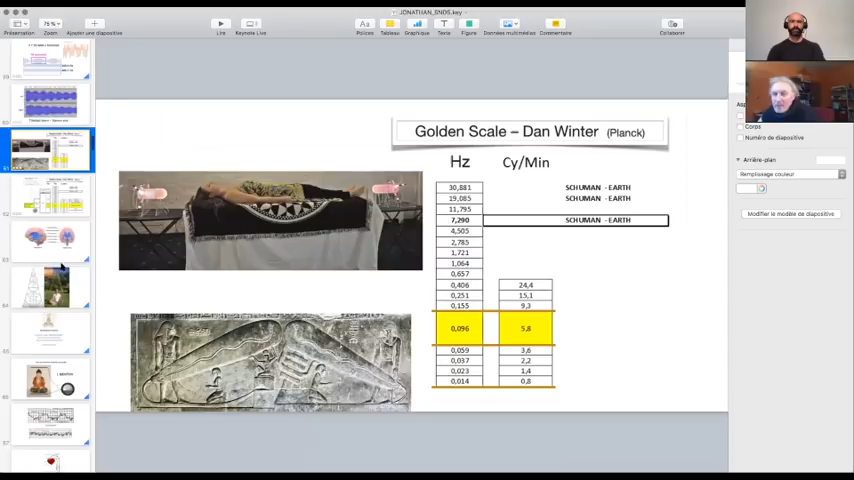 JONATHAN_SNDS.key
75 %
Présentation
Zoom
Ajouter une diapositive
Lire
Keynote Live
Polices
Tableau
Graphique
Texte
Figure
Données multimédias
Commentaire
Collaborer
Golden Scale – Dan Winter (Planck)
Hz Cy/Min
30,881 SCHUMAN - EARTH
19,085 SCHUMAN - EARTH
11,795
7,290 SCHUMAN - EARTH
4,505
2,785
1,721
1,064
0,657
0,406 24,4
0,251 15,1
0,155 9,3
0,096 5,8
0,059 3,6
0,037 2,2
0,023 1,4
0,014 0,8
Corps
Numéro de diapositive
Arrière-plan
Remplissage couleur
Modifier le modèle de diapositive